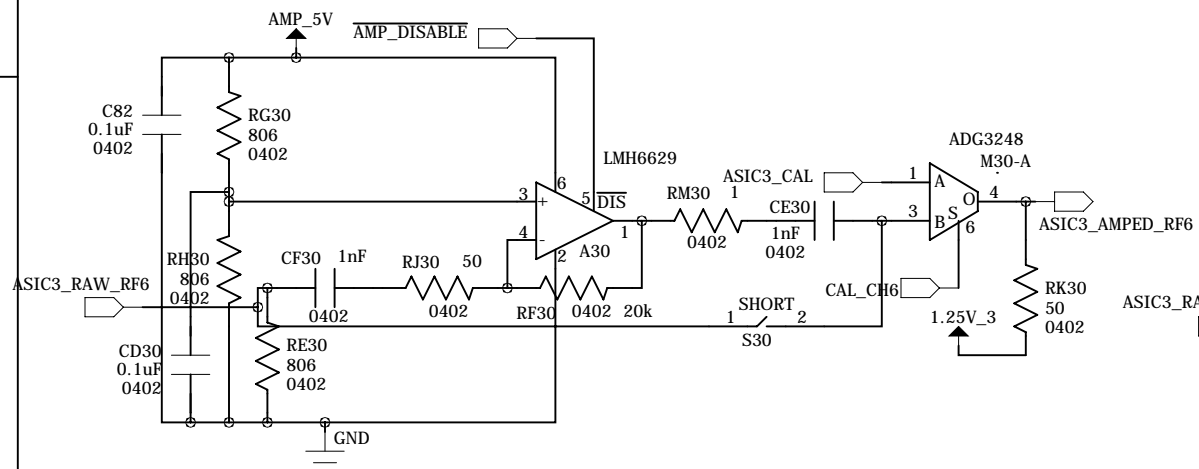 AMP_5V
AMP_DISABLE
C82
0.1uF
0402
RG30
806
0402
LMH6629
ADG3248
M30-A
ASIC3_CAL
3
+
6
5
DIS
4
-
2
1
A30
RM30
1
0402
CE30
1nF
0402
1
A
3
B
S
O
4
6
ASIC3_AMPED_RF6
RH30
806
0402
ASIC3_RAW_RF6
CF30
1nF
0402
RJ30
50
0402
RF30
0402
20k
SHORT
1
2
S30
CAL_CH6
1.25V_3
RK30
50
0402
ASIC3_RA
CD30
0.1uF
0402
RE30
806
0402
GND